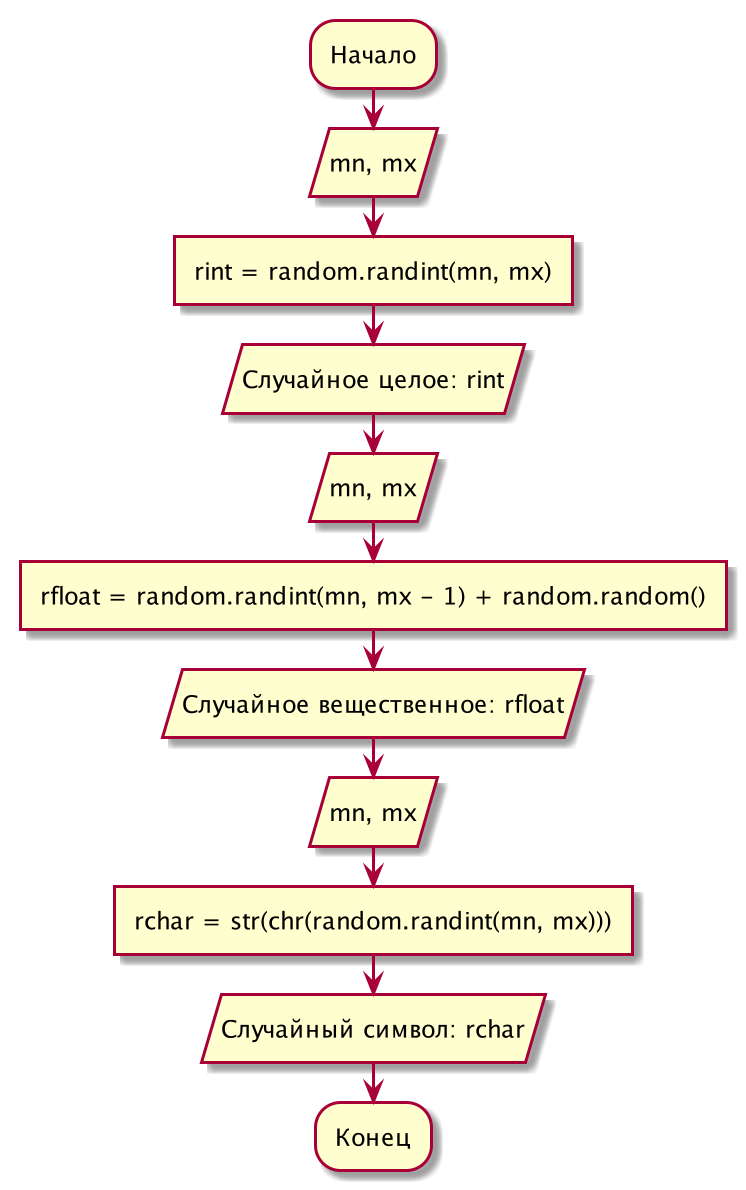 Начало
mn, mx
rint = random.randint(mn, mx)
Случайное целое: rint
mn, mx
rfloat = random.randint(mn, mx - 1) + random.random()
Случайное вещественное: rfloat
mn, mx
rchar = str(chr(random.randint(mn, mx)))
Случайный символ: rchar
Конец